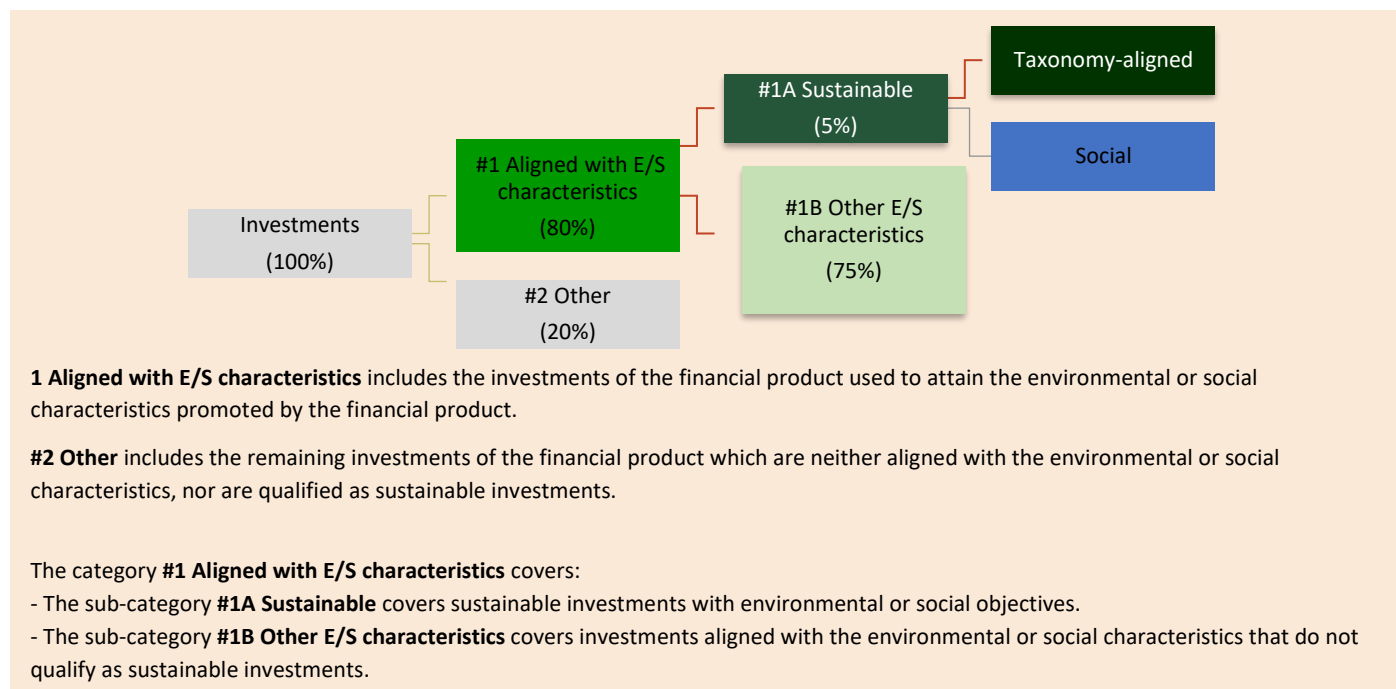 Taxonomy-aligned
#1A Sustainable
(5%)
Social
#1 Aligned with E/S
characteristics
(80%)
#1B Other E/S
characteristics
(75%)
Investments
(100%)
#2 Other
(20%)
1 Aligned with E/S characteristics includes the investments of the financial product used to attain the environmental or social
characteristics promoted by the financial product.
#2 Other includes the remaining investments of the financial product which are neither aligned with the environmental or social
characteristics, nor are qualified as sustainable investments.
The category #1 Aligned with E/S characteristics covers:
- The sub-category #1A Sustainable covers sustainable investments with environmental or social objectives.
- The sub-category #1B Other E/S characteristics covers investments aligned with the environmental or social characteristics that do not
qualify as sustainable investments.